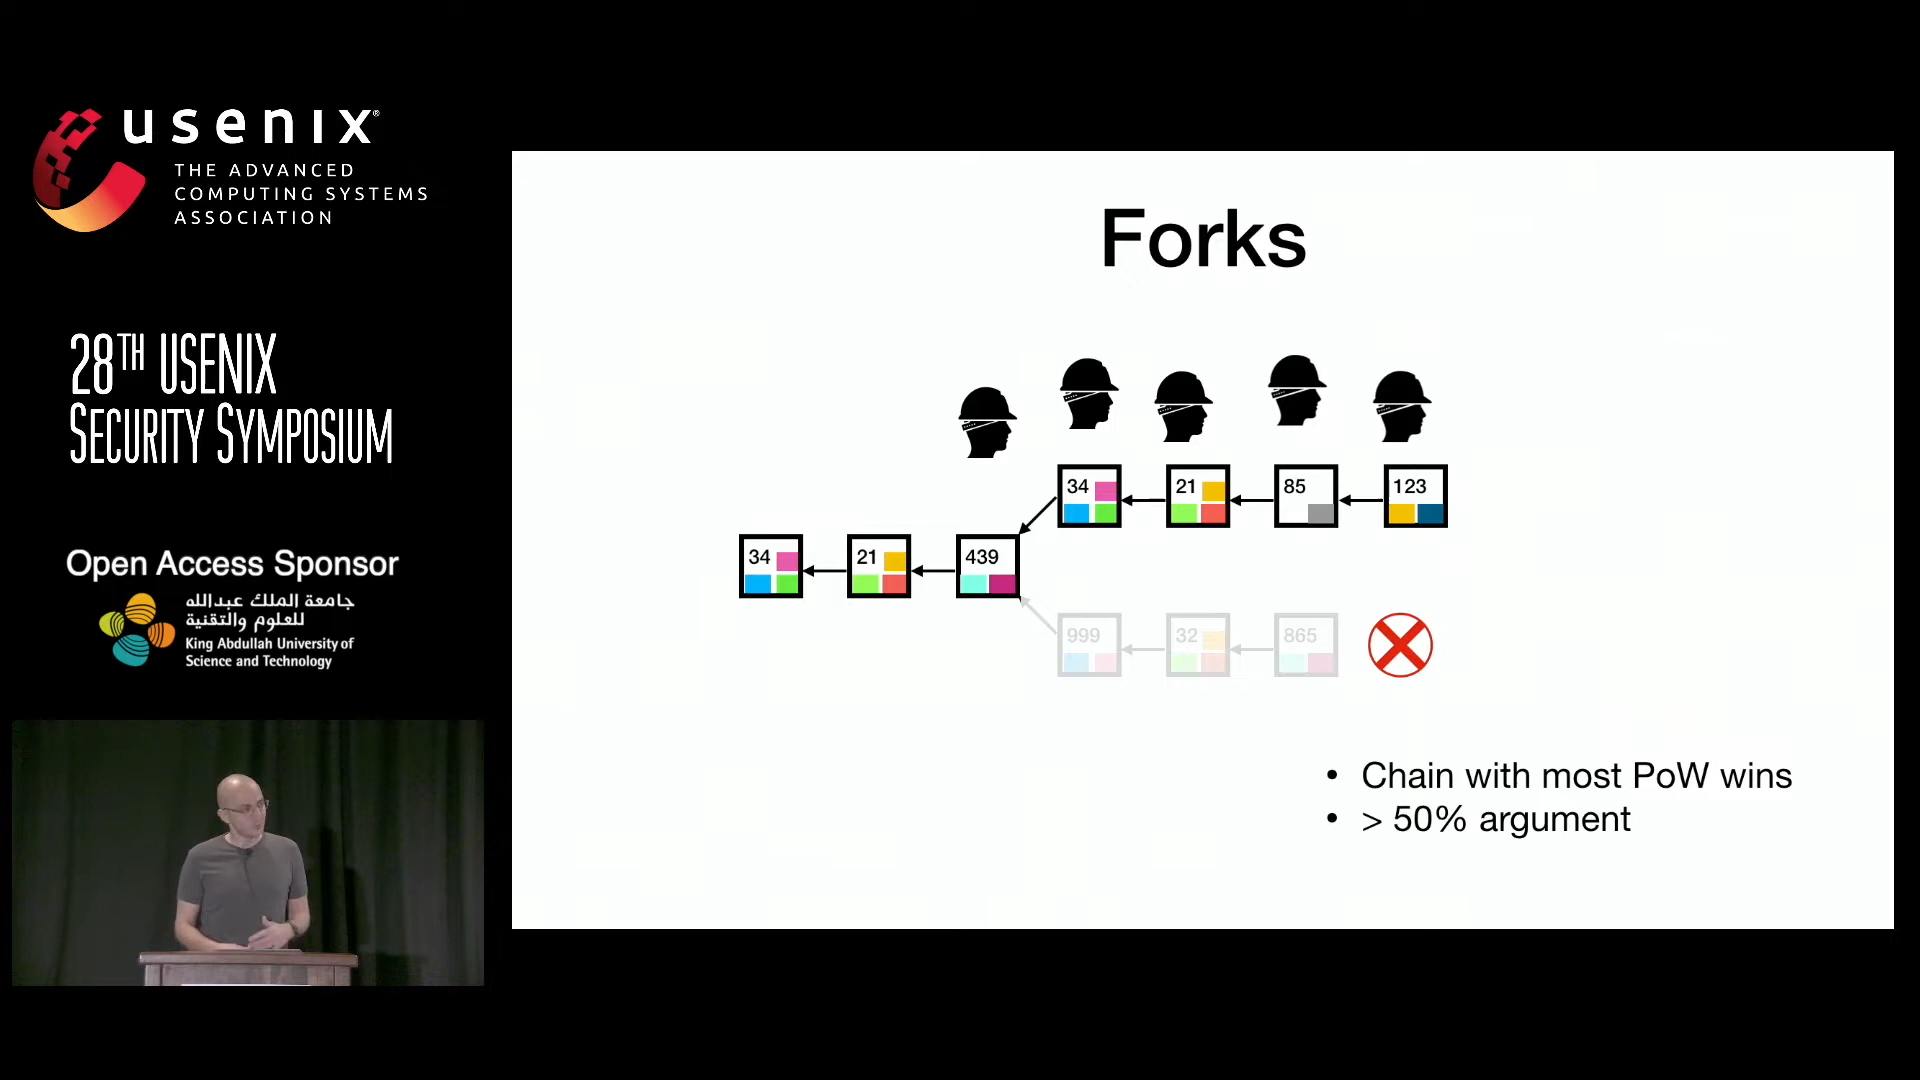 usenix®
THE ADVANCED
COMPUTING SYSTEMS
ASSOCIATION
28TH USENIX
SECURITY SYMPOSIUM
Open Access Sponsor
جامعة الملك عبدالله
للعلوم والتقنية
King Abdullah University of
Science and Technology
Forks
34 21 85 123
34 21 439
999 32 865
• Chain with most PoW wins
• > 50% argument